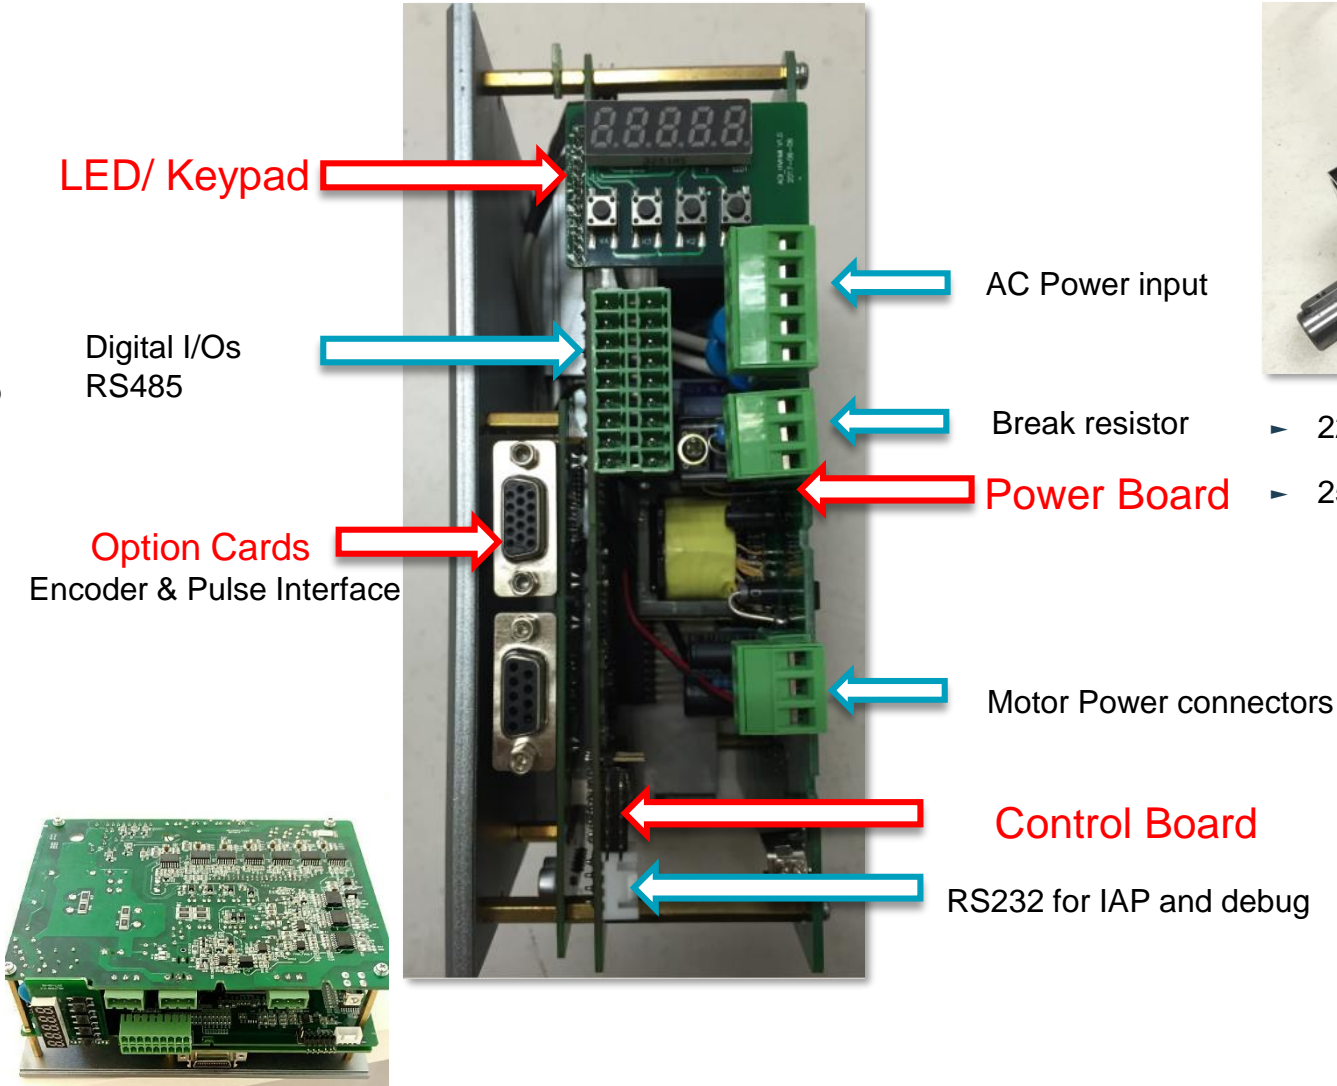 LED/ Keypad
AC Power input
Digital I/Os
RS485
Break resistor
Power Board
Option Cards
Encoder & Pulse Interface
Motor Power connectors
Control Board
RS232 for IAP and debug